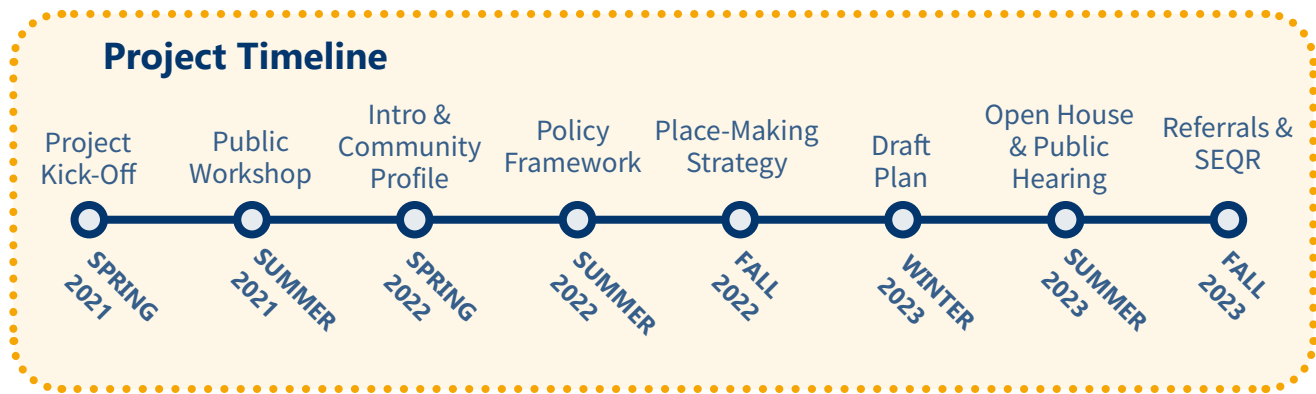 Project Timeline
Project
Kick-Off
Public
Workshop
Intro &
Community
Profile
Policy
Framework
Place-Making
Strategy
Draft
Plan
Open House
& Public
Hearing
Referrals &
SEQR
SPRING
2021
SUMMER
2021
SPRING
2022
SUMMER
2022
FALL
2022
WINTER
2023
SUMMER
2023
FALL
2023